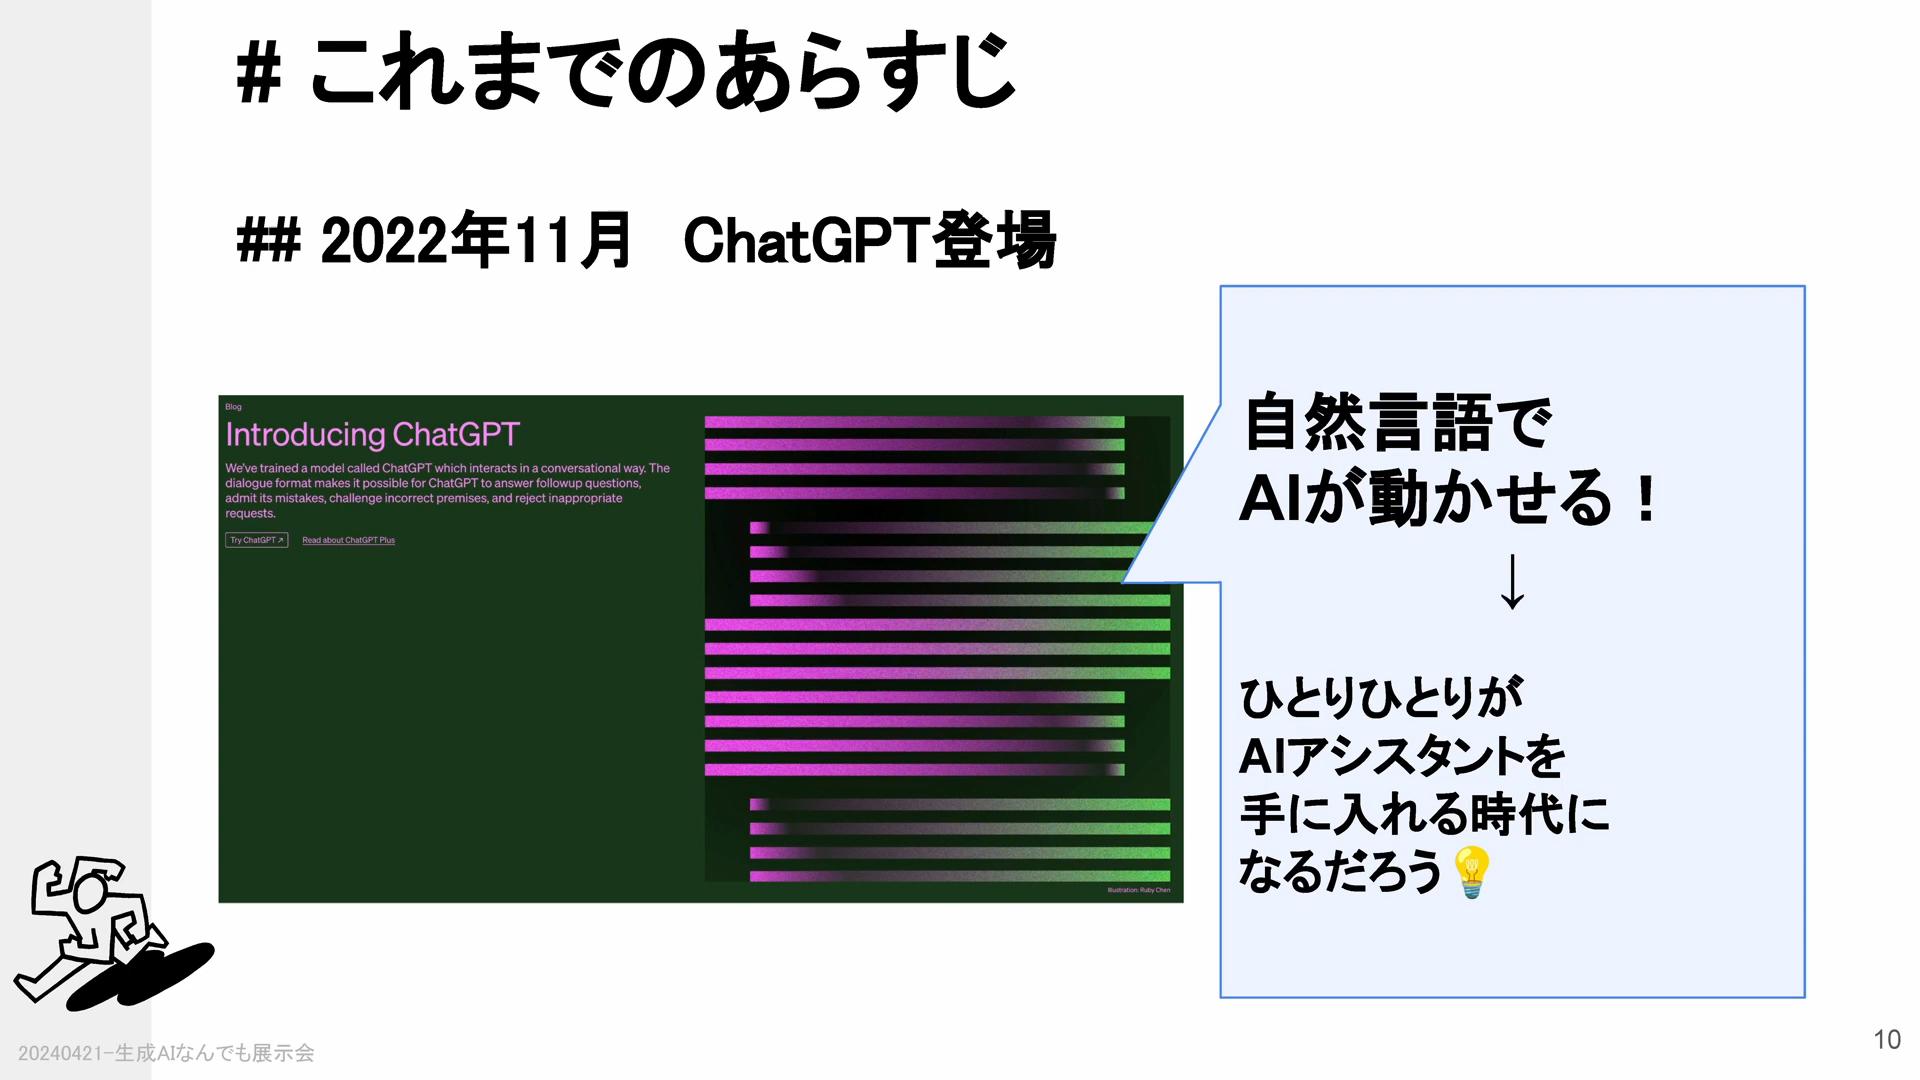 # これまでのあらすじ
## 2022年11月　ChatGPT登場
Blog
Introducing ChatGPT
We've trained a model called ChatGPT which interacts in a conversational way. The
dialogue format makes it possible for ChatGPT to answer followup questions,
admit its mistakes, challenge incorrect premises, and reject inappropriate
requests.
Try ChatGPT ↗
Read about ChatGPT Plus
Illustration: Ruby Chen
自然言語で
AIが動かせる！
↓
ひとりひとりが
AIアシスタントを
手に入れる時代に
なるだろう💡
20240421-生成AIなんでも展示会
10